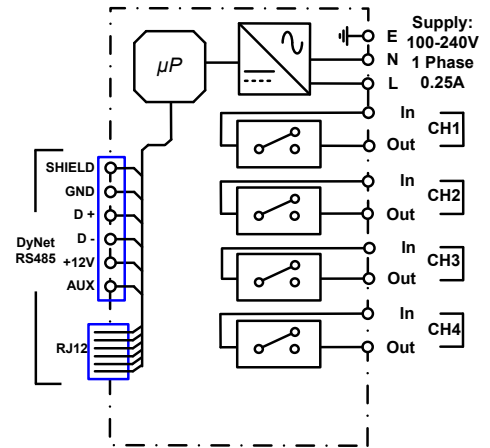 Supply:
E 100-240V
N 1 Phase
L 0.25A
µP
In
CH1
Out
SHIELD
GND
D +
D -
+12V
AUX
DyNet
RS485
In
CH2
Out
In
CH3
Out
In
CH4
Out
RJ12